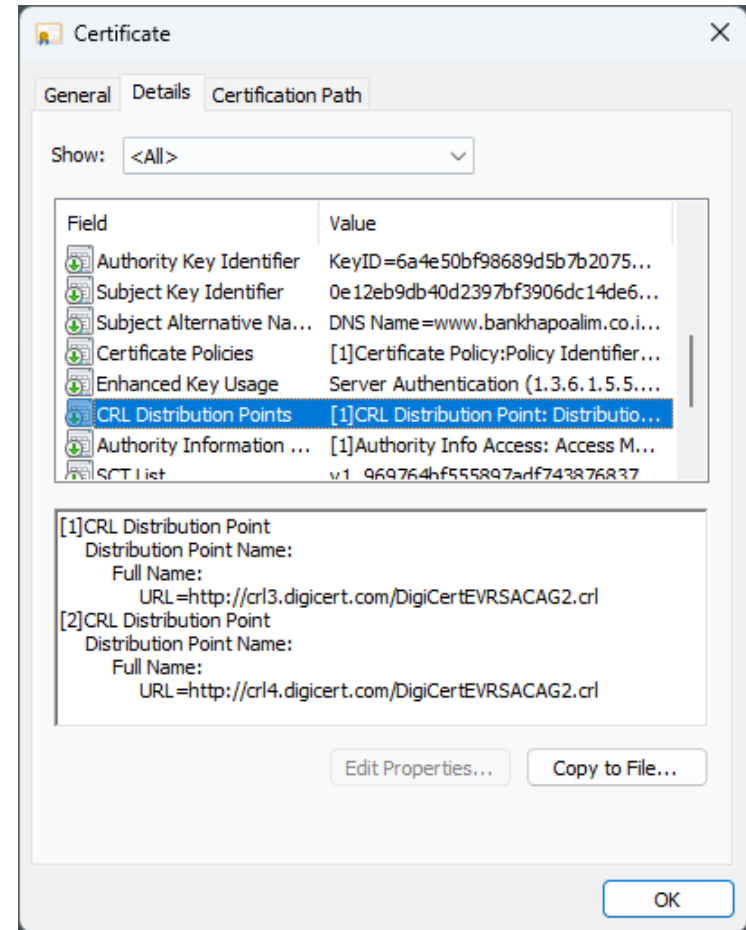 Certificate
General Details Certification Path
Show: <All>
Field Value
Authority Key Identifier KeyID=6a4e50bf98689d5b7b2075...
Subject Key Identifier 0e12eb9db40d2397bf3906dc14de6...
Subject Alternative Na... DNS Name=www.bankhapoalim.co.i...
Certificate Policies [1]Certificate Policy:Policy Identifier...
Enhanced Key Usage Server Authentication (1.3.6.1.5.5....
CRL Distribution Points [1]CRL Distribution Point: Distributio...
Authority Information ... [1]Authority Info Access: Access M...
SCT List v1, 969764bf555897adf743876837
[1]CRL Distribution Point
Distribution Point Name:
Full Name:
URL=http://crl3.digicert.com/DigiCertEVRSACAG2.crl
[2]CRL Distribution Point
Distribution Point Name:
Full Name:
URL=http://crl4.digicert.com/DigiCertEVRSACAG2.crl
Edit Properties... Copy to File...
OK